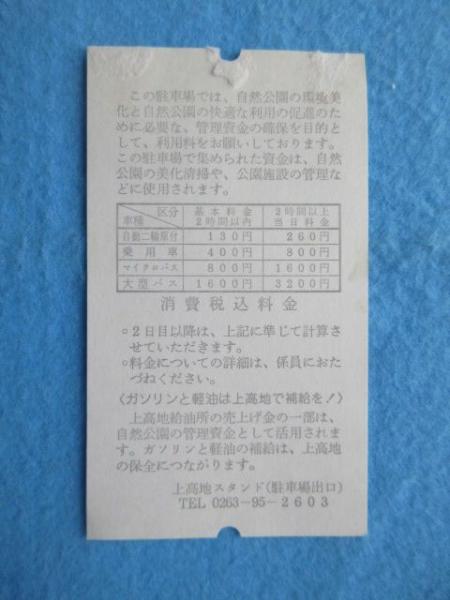 この駐車場では、自然公園の環境美
化と自然公園の快適な利用の促進のた
めに必要な、管理資金の確保を目的と
して、利用料をお願いしております。
この駐車場で集められた資金は、自然
公園の美化清掃や、公園施設の管理な
どに使用されます。
車種 区分 基本料金 2時間以内 2時間以上 当日料金
自動二輪原付 130円 260円
乗用車 400円 800円
マイクロバス 800円 1600円
大型バス 1600円 3200円
消費税込料金
○2日目以降は、上記に準じて計算さ
せていただきます。
○料金についての詳細は、係員におた
づねください。
〈ガソリンと軽油は上高地で補給を!〉
上高地給油所の売上げ金の一部は、
自然公園の管理資金として活用されま
す。ガソリンと軽油の補給は、上高地
の保全につながります。
上高地スタンド(駐車場出口)
TEL 0263-95-2603